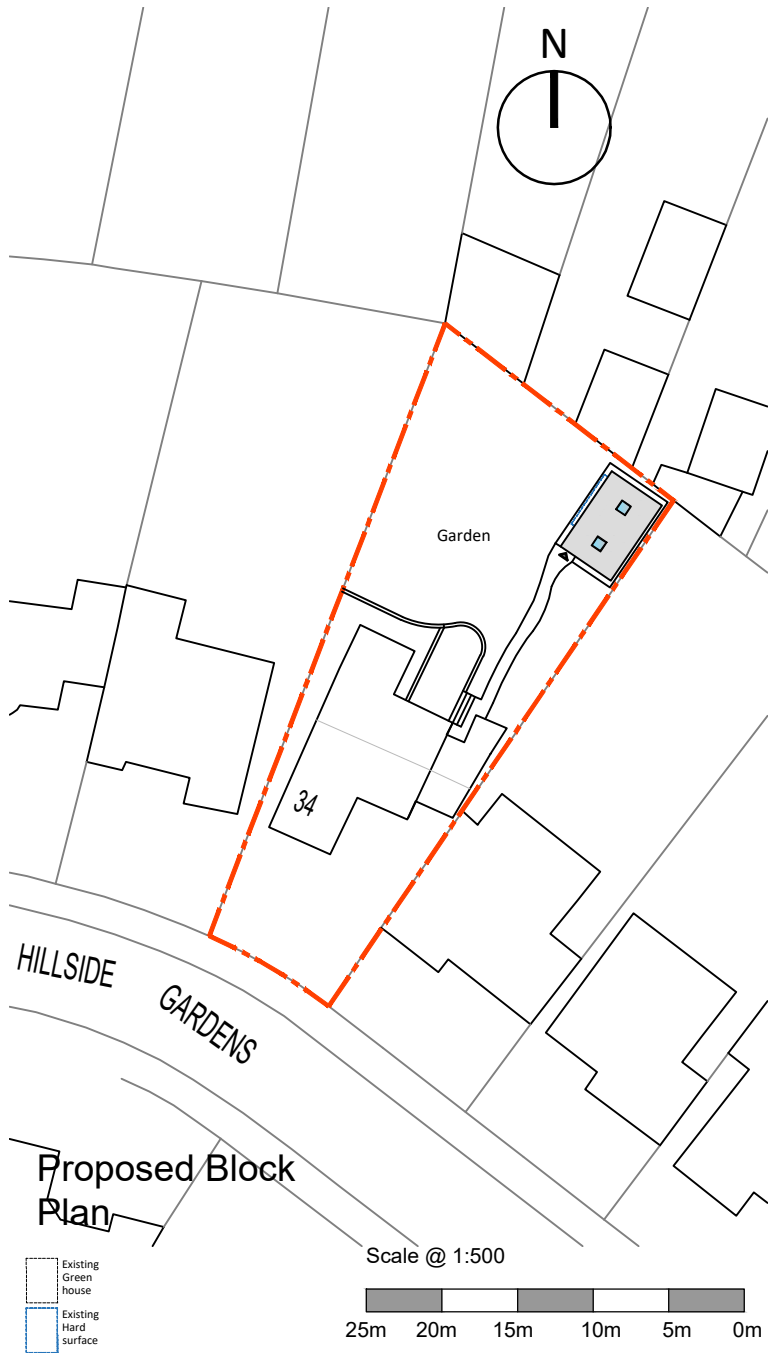 N
Garden
34
HILLSIDE GARDENS
Proposed Block
Plan
Existing
Green
house
Existing
Hard
surface
Scale @ 1:500
25m 20m 15m 10m 5m 0m